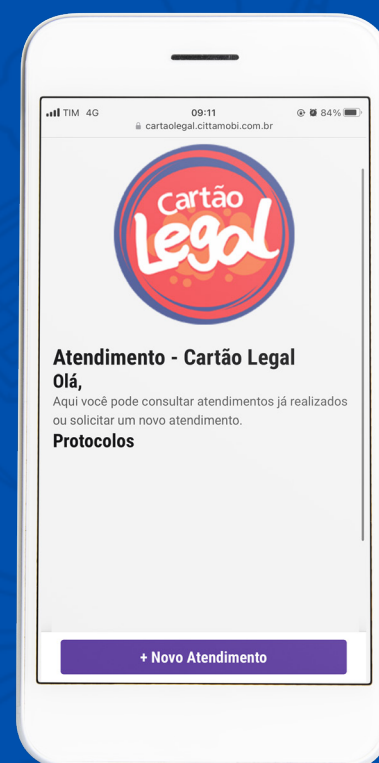 TIM 4G 09:11 84%
cartaolegal.cittamobi.com.br
Cartão
Legal
Atendimento - Cartão Legal
Olá,
Aqui você pode consultar atendimentos já realizados
ou solicitar um novo atendimento.
Protocolos
+ Novo Atendimento